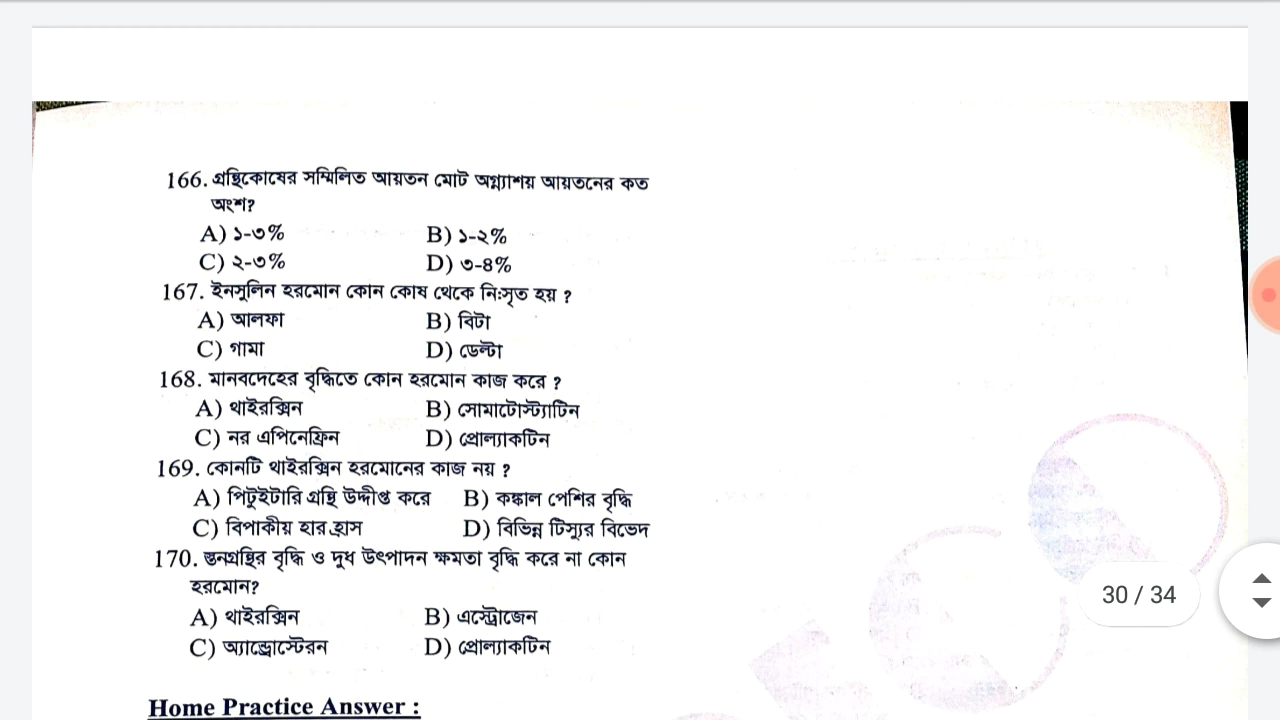 166. গ্রন্থিকোষের সম্মিলিত আয়তন মোট অগ্ন্যাশয় আয়তনের কত
অংশ?
A) ১-৩% B) ১-২%
C) ২-৩% D) ৩-৪%
167. ইনসুলিন হরমোন কোন কোষ থেকে নিঃসৃত হয় ?
A) আলফা B) বিটা
C) গামা D) ডেল্টা
168. মানবদেহের বৃদ্ধিতে কোন হরমোন কাজ করে ?
A) থাইরক্সিন B) সোমাটোস্ট্যাটিন
C) নর এপিনেফ্রিন D) প্রোল্যাকটিন
169. কোনটি থাইরক্সিন হরমোনের কাজ নয় ?
A) পিটুইটারি গ্রন্থি উদ্দীপ্ত করে B) কঙ্কাল পেশির বৃদ্ধি
C) বিপাকীয় হার হ্রাস D) বিভিন্ন টিস্যুর বিভেদ
170. স্তনগ্রন্থির বৃদ্ধি ও দুধ উৎপাদন ক্ষমতা বৃদ্ধি করে না কোন
হরমোন?
A) থাইরক্সিন B) এস্ট্রোজেন
C) অ্যান্ড্রোস্টেরন D) প্রোল্যাকটিন
30 / 34
Home Practice Answer :